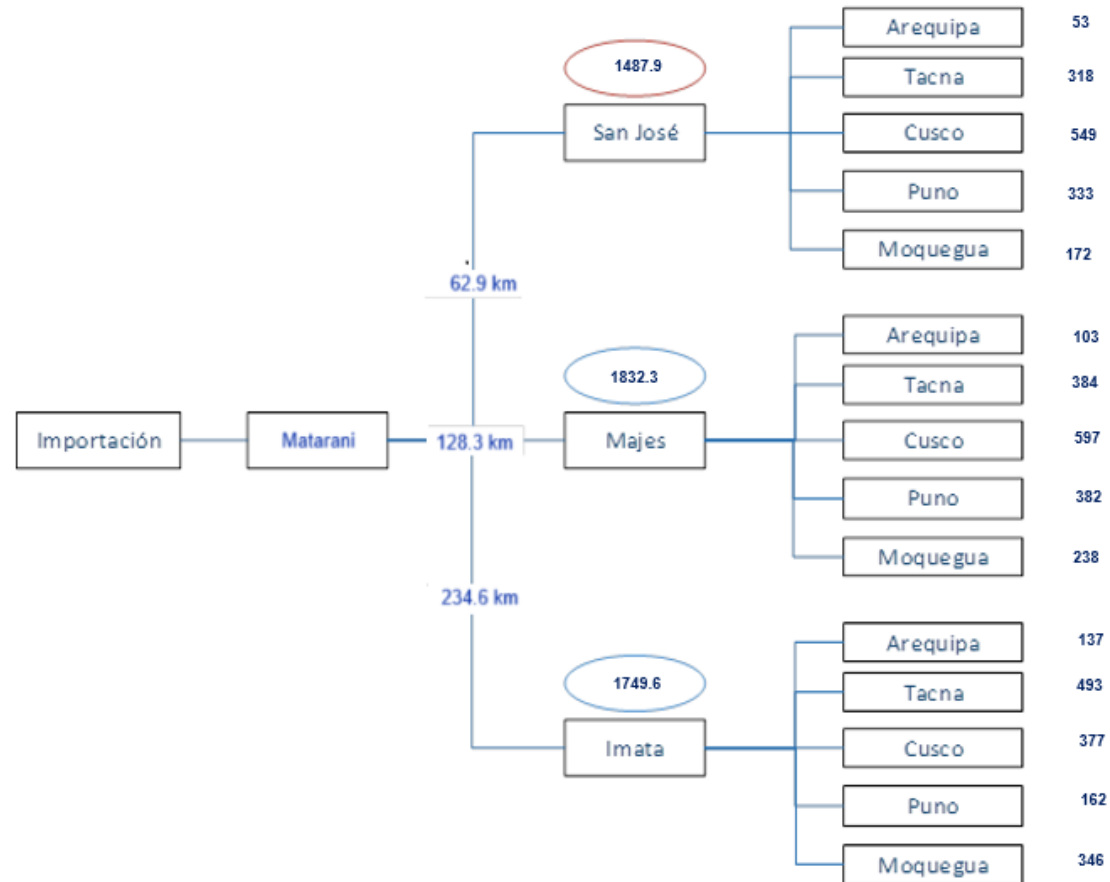 Importación
Matarani
62.9 km
128.3 km
234.6 km
1487.9
San José
Arequipa 53
Tacna 318
Cusco 549
Puno 333
Moquegua 172
1832.3
Majes
Arequipa 103
Tacna 384
Cusco 597
Puno 382
Moquegua 238
1749.6
Imata
Arequipa 137
Tacna 493
Cusco 377
Puno 162
Moquegua 346